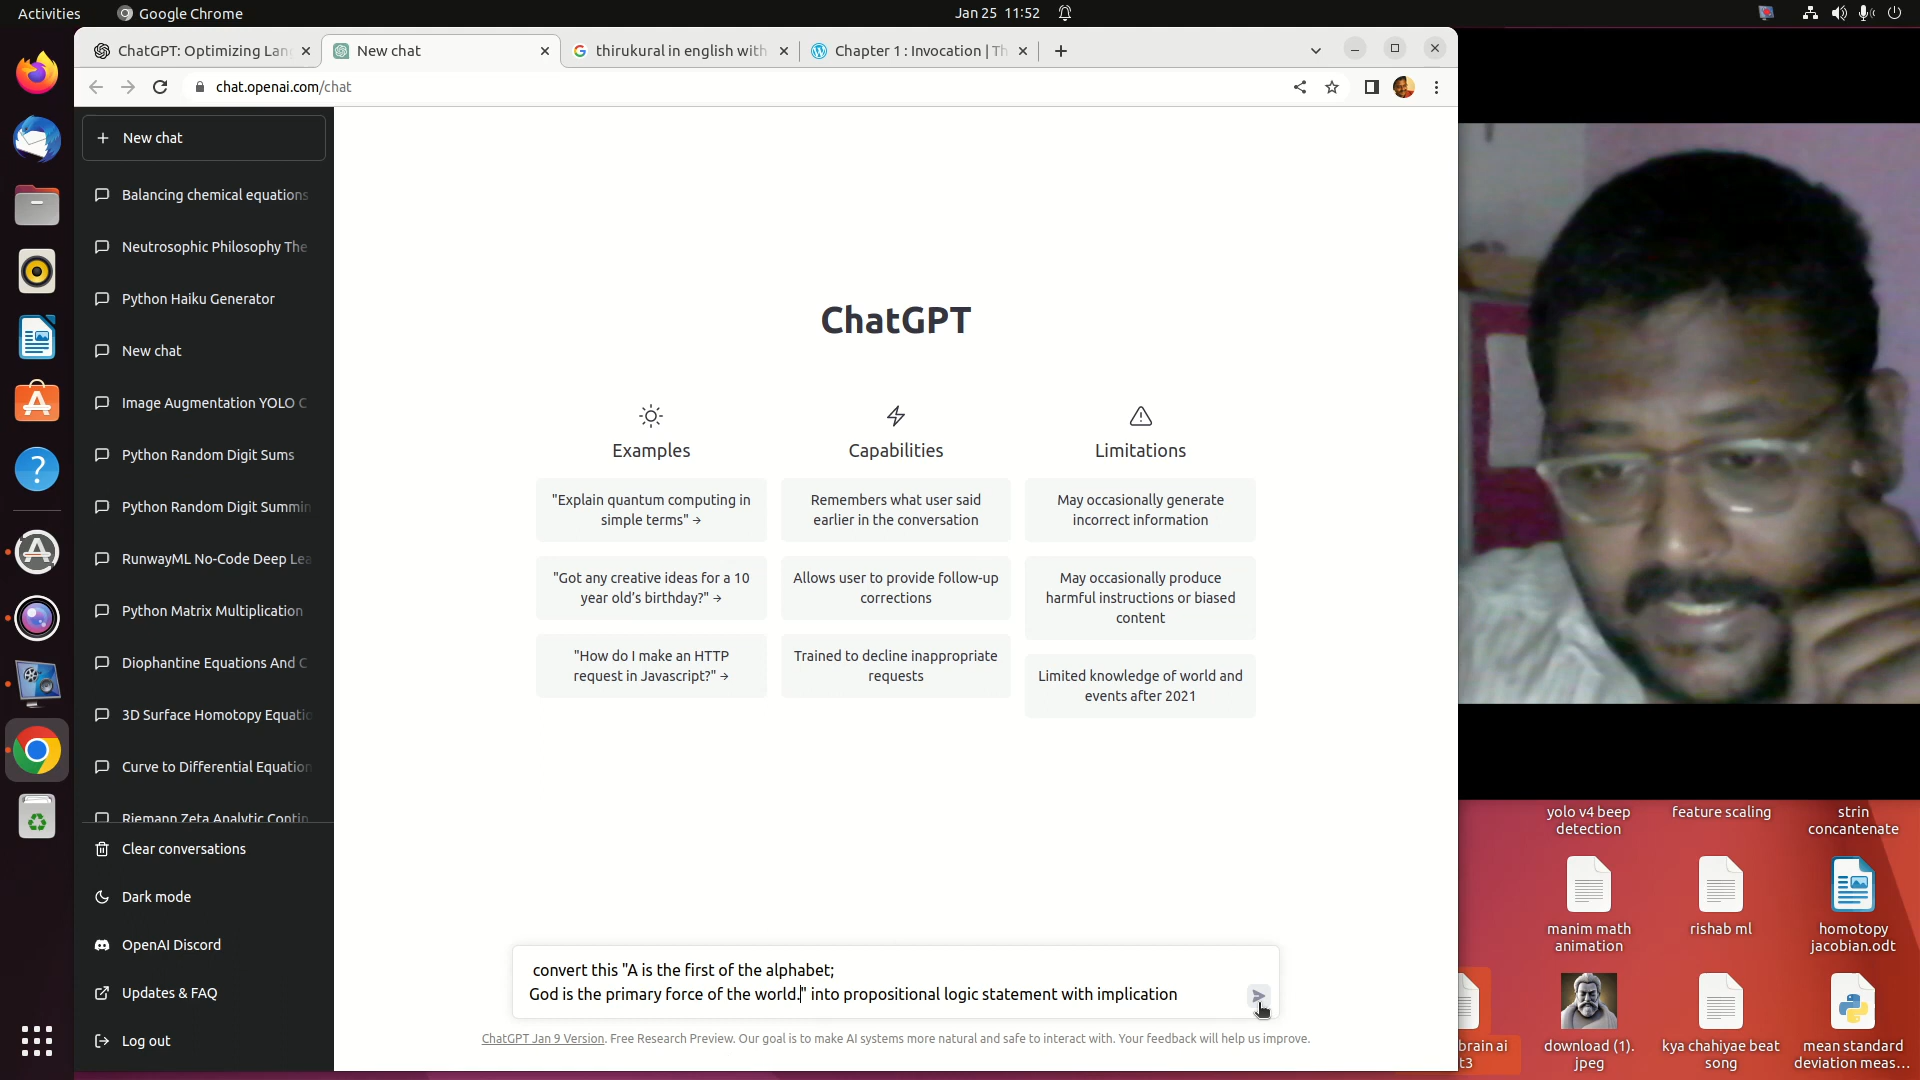 Activities
Google Chrome
Jan 25 11:52
ChatGPT: Optimizing Lan
New chat
thirukural in english with
Chapter 1 : Invocation | Th
chat.openai.com/chat
New chat
Balancing chemical equations
Neutrosophic Philosophy The
Python Haiku Generator
New chat
Image Augmentation YOLO C
Python Random Digit Sums
Python Random Digit Summin
RunwayML No-Code Deep Lea
Python Matrix Multiplication
Diophantine Equations And C
3D Surface Homotopy Equatio
Curve to Differential Equation
Riemann Zeta Analytic Contin
Clear conversations
Dark mode
OpenAI Discord
Updates & FAQ
Log out
ChatGPT
Examples
"Explain quantum computing in
simple terms" →
"Got any creative ideas for a 10
year old's birthday?" →
"How do I make an HTTP
request in Javascript?" →
Capabilities
Remembers what user said
earlier in the conversation
Allows user to provide follow-up
corrections
Trained to decline inappropriate
requests
Limitations
May occasionally generate
incorrect information
May occasionally produce
harmful instructions or biased
content
Limited knowledge of world and
events after 2021
convert this "A is the first of the alphabet;
God is the primary force of the world." into propositional logic statement with implication
ChatGPT Jan 9 Version. Free Research Preview. Our goal is to make AI systems more natural and safe to interact with. Your feedback will help us improve.
yolo v4 beep
detection
feature scaling
strin
concantenate
manim math
animation
rishab ml
homotopy
jacobian.odt
brain ai
t3
download (1).
jpeg
kya chahiyae beat
song
mean standard
deviation meas...